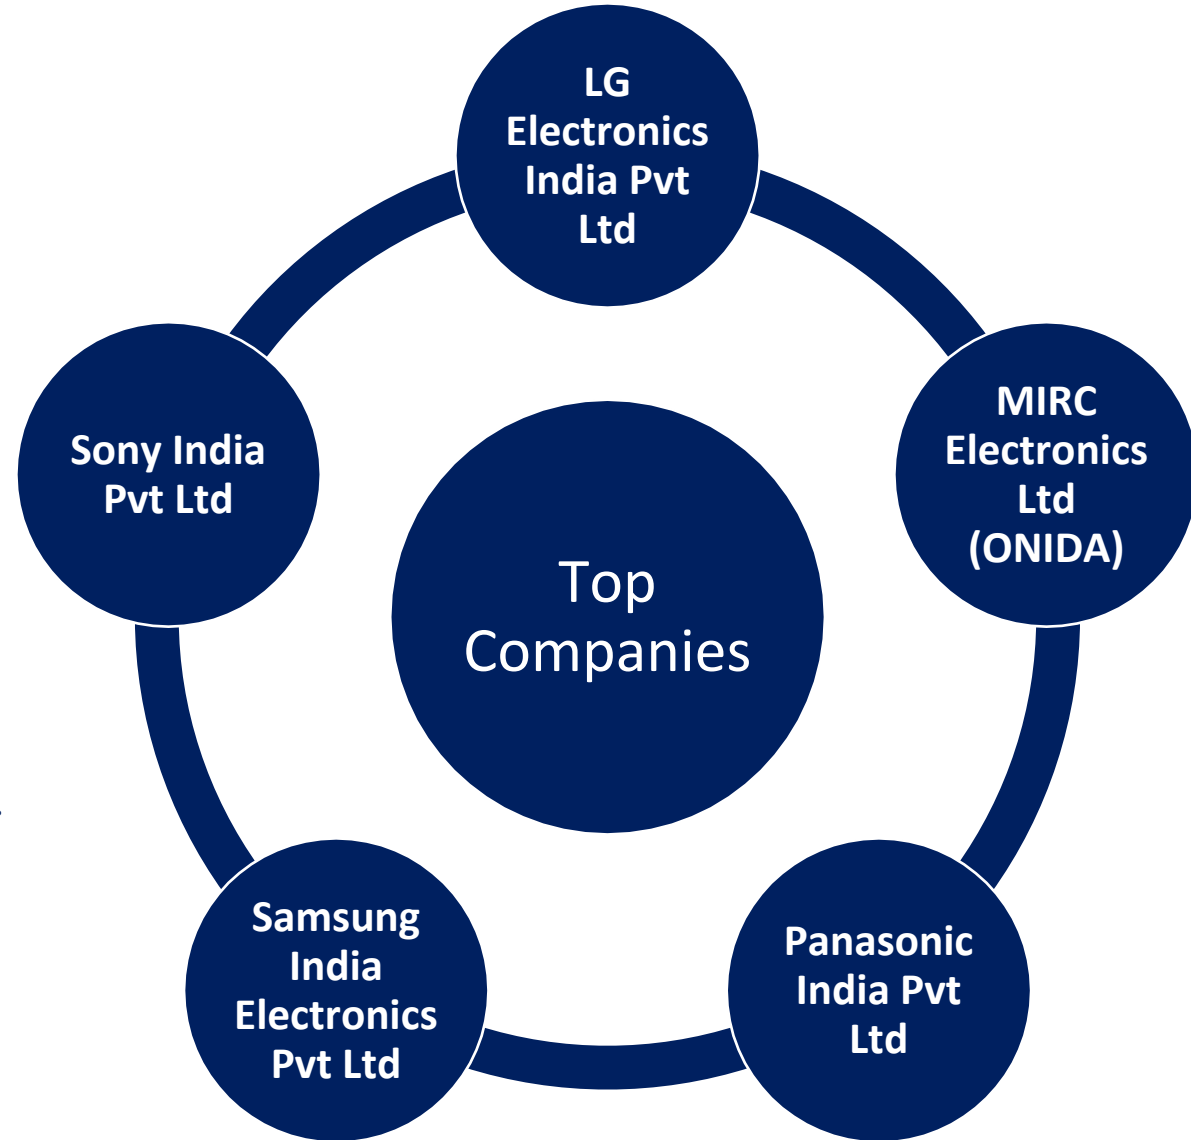 LG
Electronics
India Pvt
Ltd
MIRC
Electronics
Ltd
(ONIDA)
Panasonic
India Pvt
Ltd
Samsung
India
Electronics
Pvt Ltd
Sony India
Pvt Ltd
Top
Companies